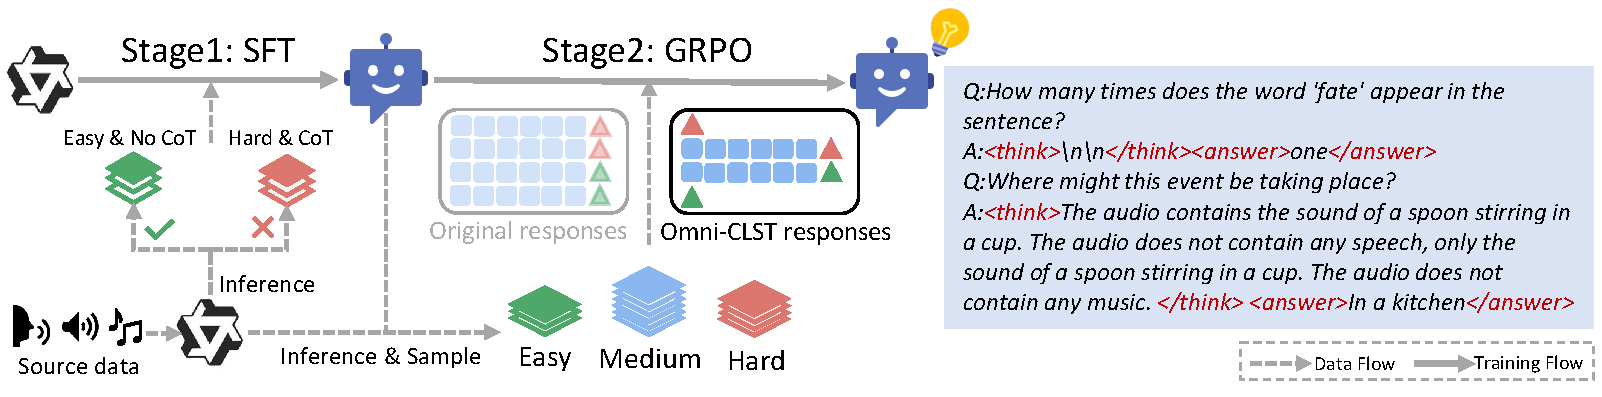 Stage1: SFT
Stage2: GRPO
Easy & No CoT
Hard & CoT
Original responses
Omni-CLST responses
Inference
Source data
Inference & Sample
Easy
Medium
Hard
Q:How many times does the word 'fate' appear in the
sentence?
A:<think>\n\n</think><answer>one</answer>
Q:Where might this event be taking place?
A:<think>The audio contains the sound of a spoon stirring in
a cup. The audio does not contain any speech, only the
sound of a spoon stirring in a cup. The audio does not
contain any music. </think> <answer>In a kitchen</answer>
Data Flow
Training Flow